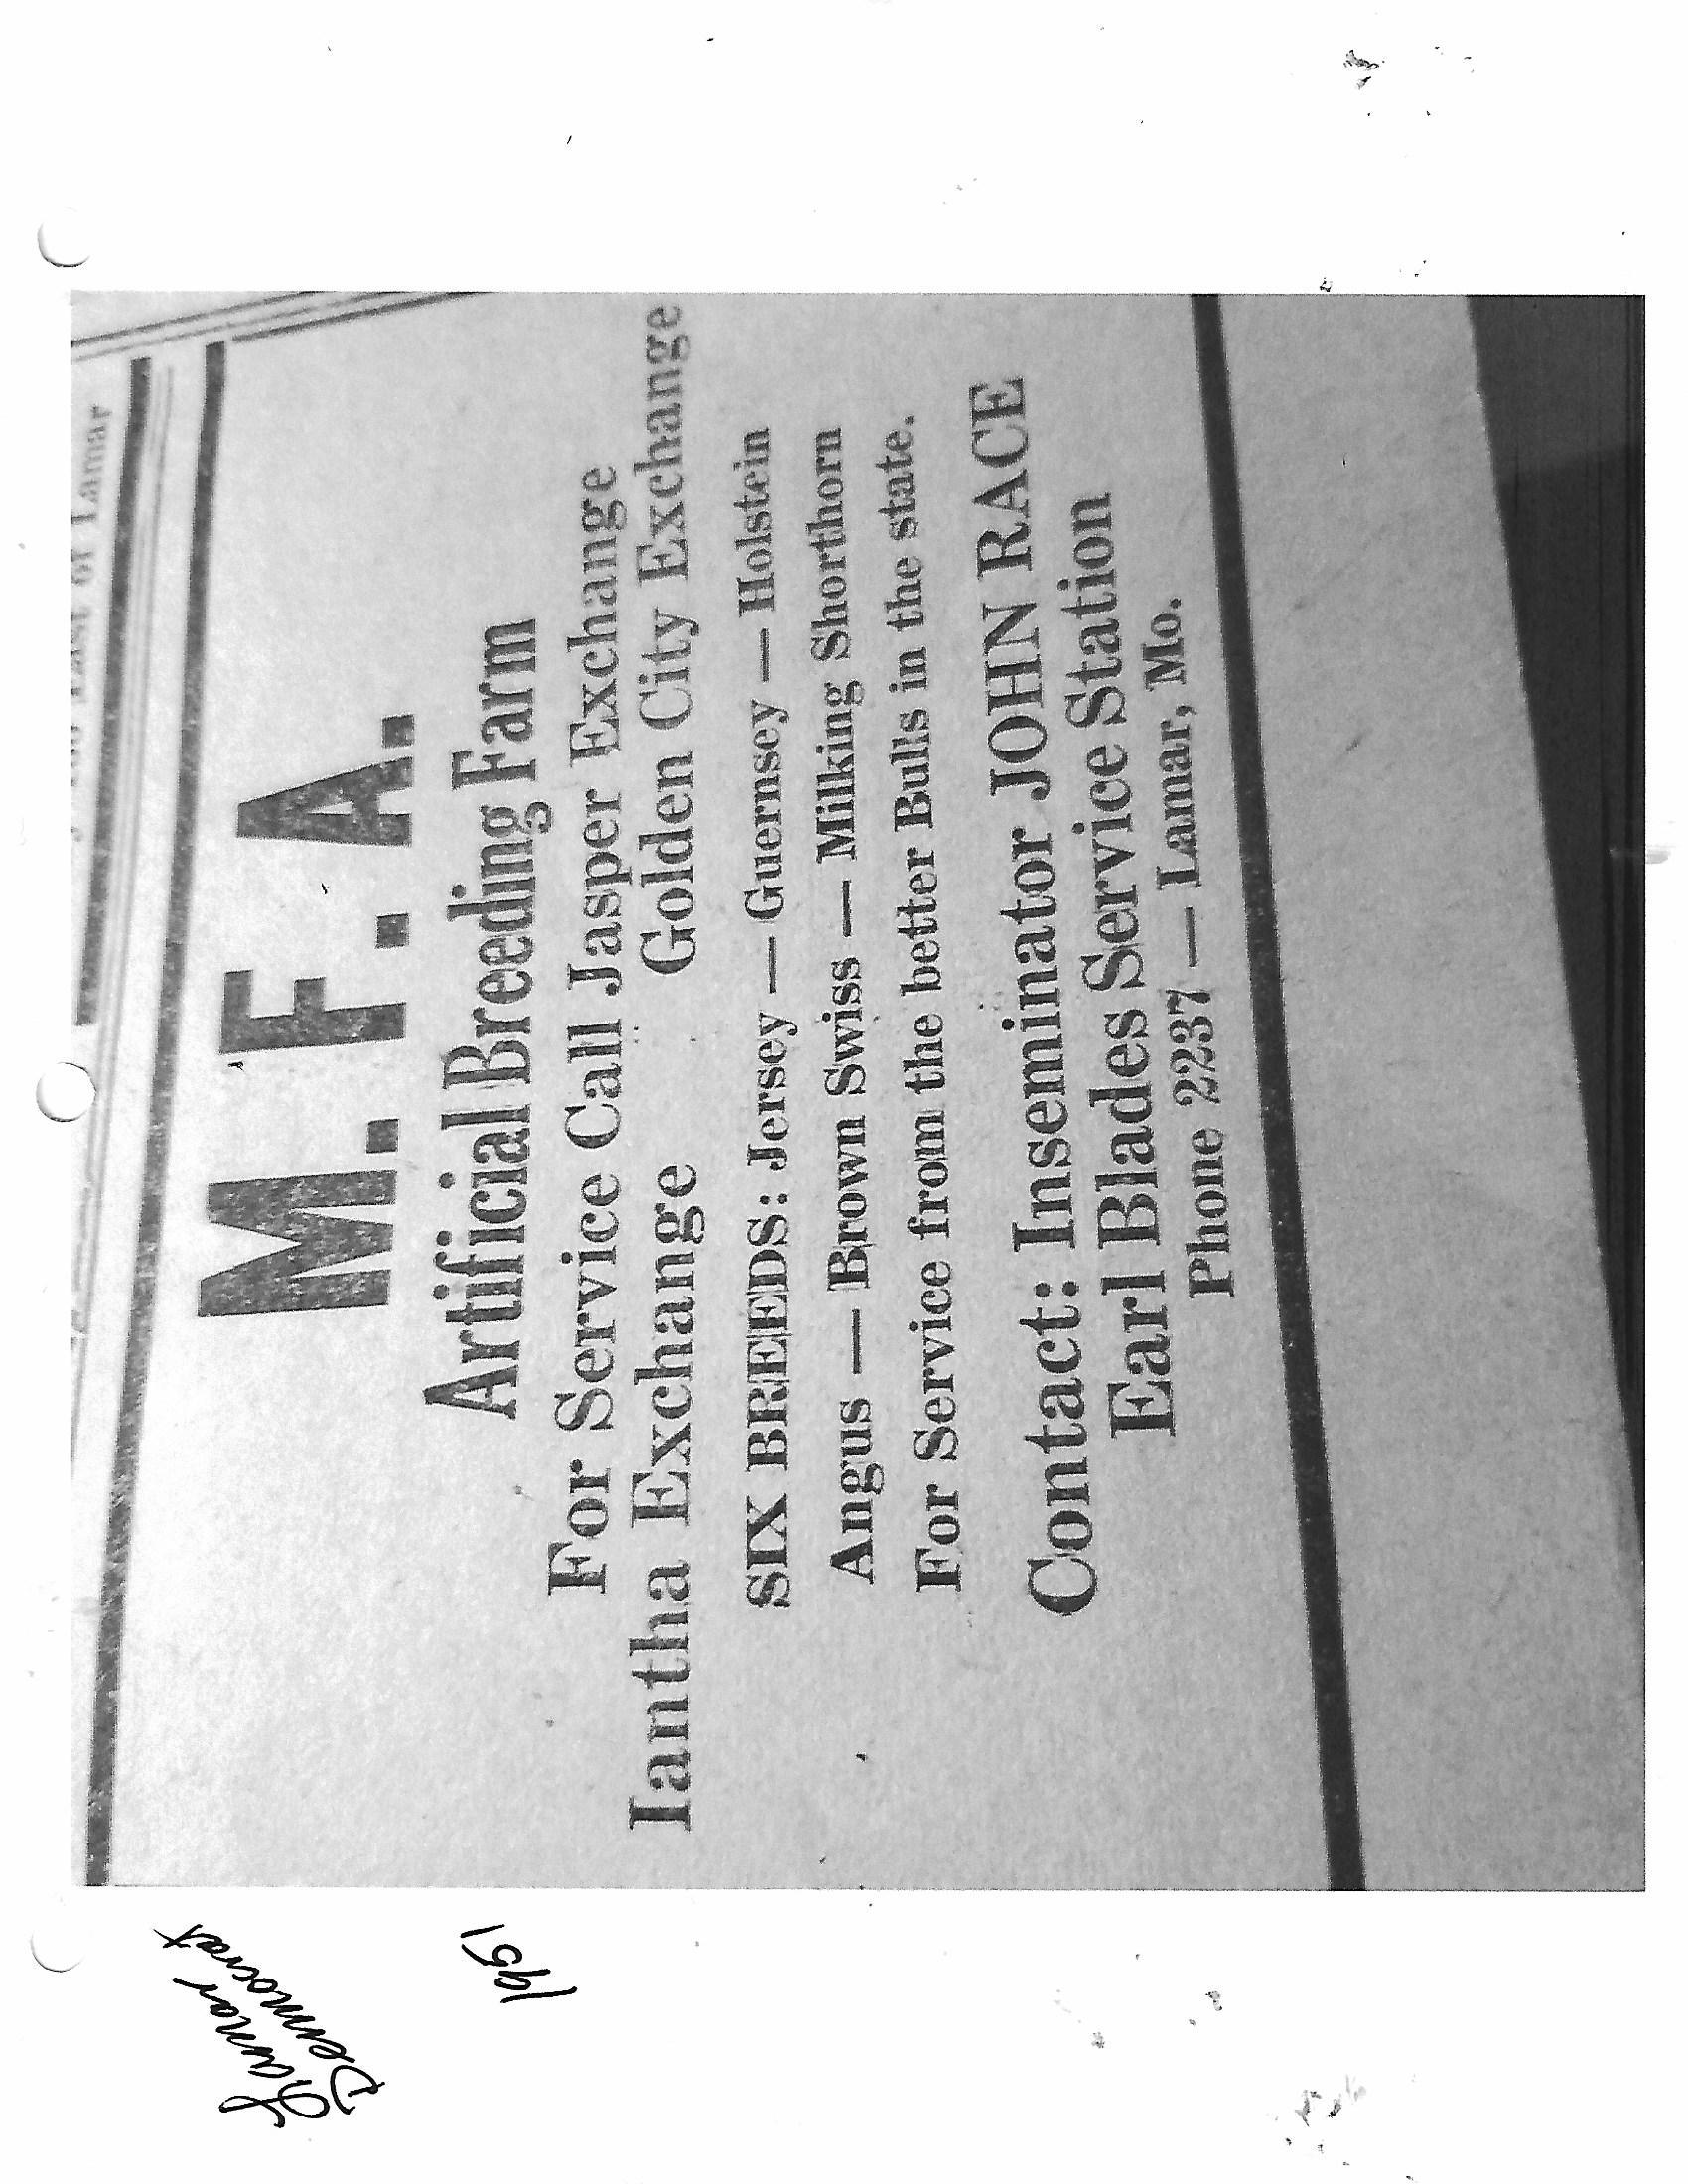 Lamar
Democrat
1951
East of Lamar
M. F. A.
Artificial Breeding Farm
For Service Call Jasper Exchange
Iantha Exchange Golden City Exchange
SIX BREEDS: Jersey — Guernsey — Holstein
Angus — Brown Swiss — Milking Shorthorn
For Service from the better Bulls in the state.
Contact: Inseminator JOHN RACE
Earl Blades Service Station
Phone 2237 — Lamar, Mo.